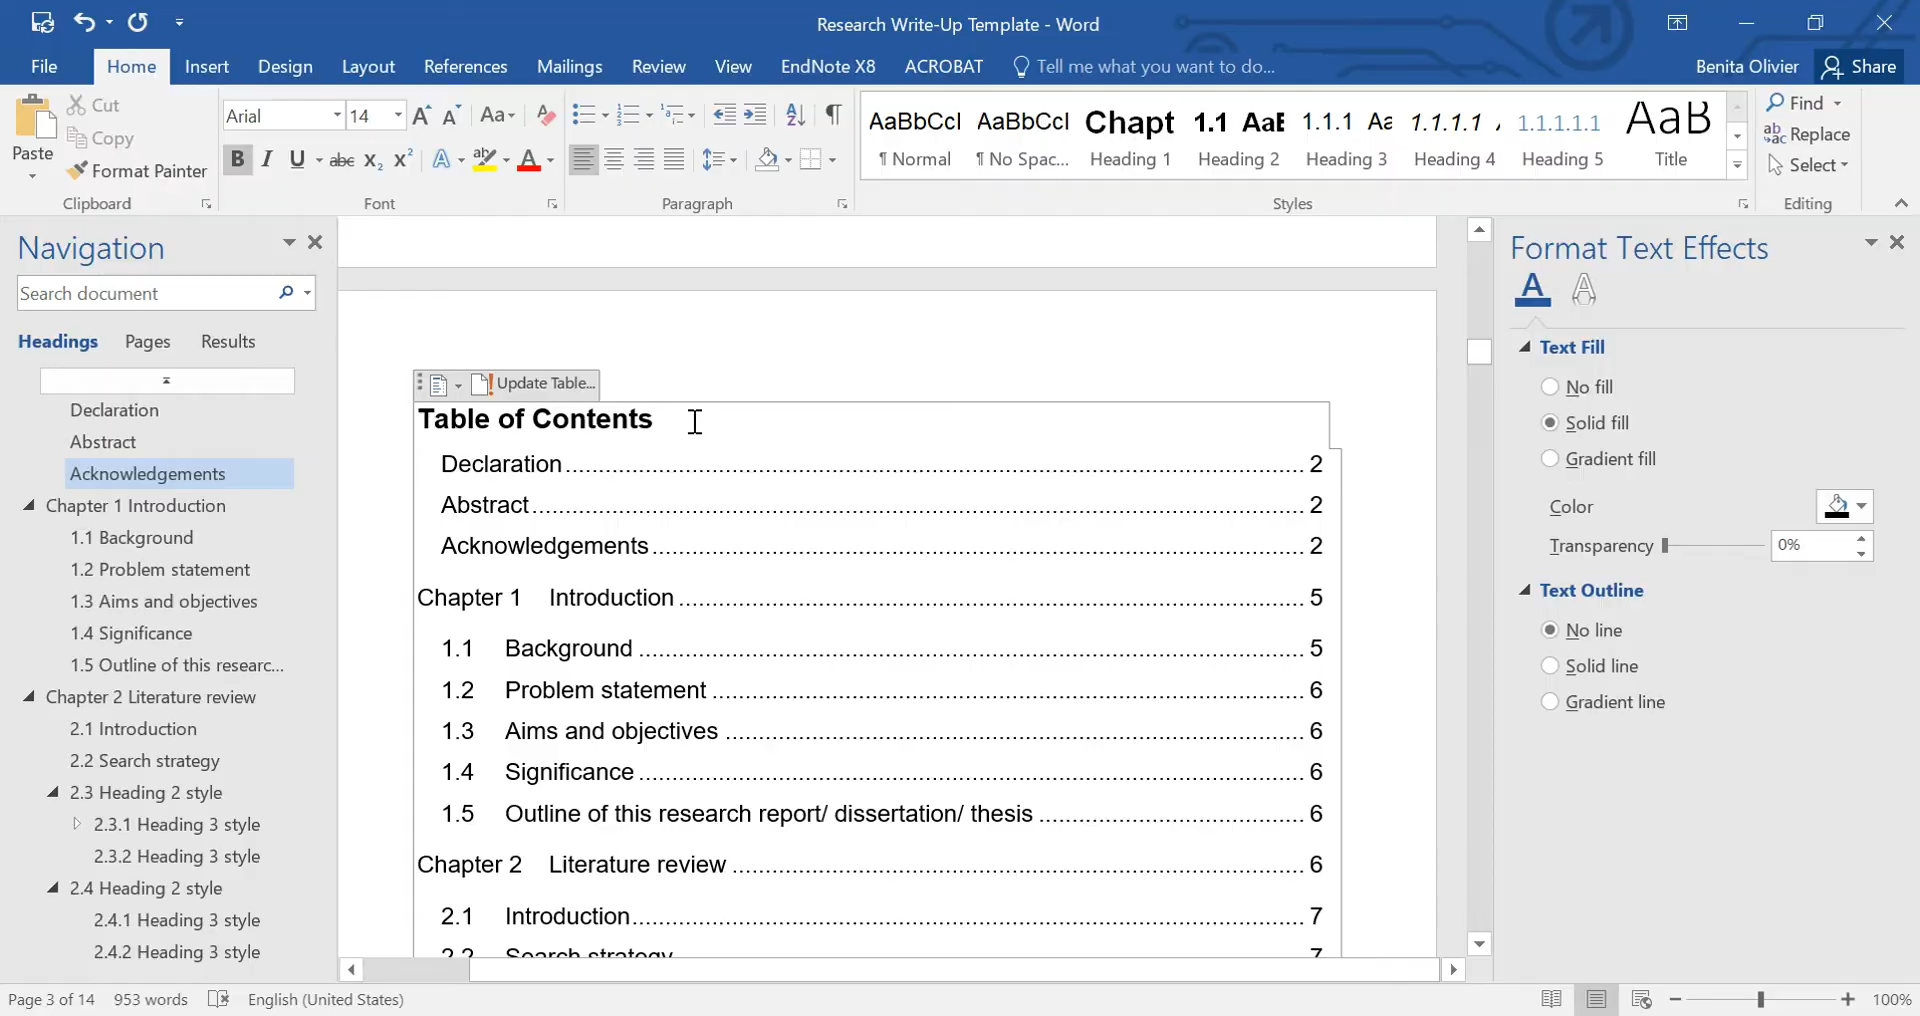 Research Write-Up Template - Word
File Home Insert Design Layout References Mailings Review View EndNote X8 ACROBAT Tell me what you want to do... Benita Olivier Share
Paste
Cut
Copy
Format Painter
Clipboard
Arial 14
Font
Paragraph
AaBbCcI AaBbCcI Chapt 1.1 AaE 1.1.1 Aa 1.1.1.1 1.1.1.1.1 AaB
¶ Normal ¶ No Spac... Heading 1 Heading 2 Heading 3 Heading 4 Heading 5 Title
Styles
Find
Replace
Select
Editing
Navigation
Search document
Headings Pages Results
Declaration
Abstract
Acknowledgements
Chapter 1 Introduction
1.1 Background
1.2 Problem statement
1.3 Aims and objectives
1.4 Significance
1.5 Outline of this researc...
Chapter 2 Literature review
2.1 Introduction
2.2 Search strategy
2.3 Heading 2 style
2.3.1 Heading 3 style
2.3.2 Heading 3 style
2.4 Heading 2 style
2.4.1 Heading 3 style
2.4.2 Heading 3 style
Update Table...
Table of Contents
Declaration 2
Abstract 2
Acknowledgements 2
Chapter 1 Introduction 5
1.1 Background 5
1.2 Problem statement 6
1.3 Aims and objectives 6
1.4 Significance 6
1.5 Outline of this research report/ dissertation/ thesis 6
Chapter 2 Literature review 6
2.1 Introduction 7
2.2 Search strategy 7
Format Text Effects
Text Fill
No fill
Solid fill
Gradient fill
Color
Transparency 0%
Text Outline
No line
Solid line
Gradient line
Page 3 of 14 953 words English (United States) 100%